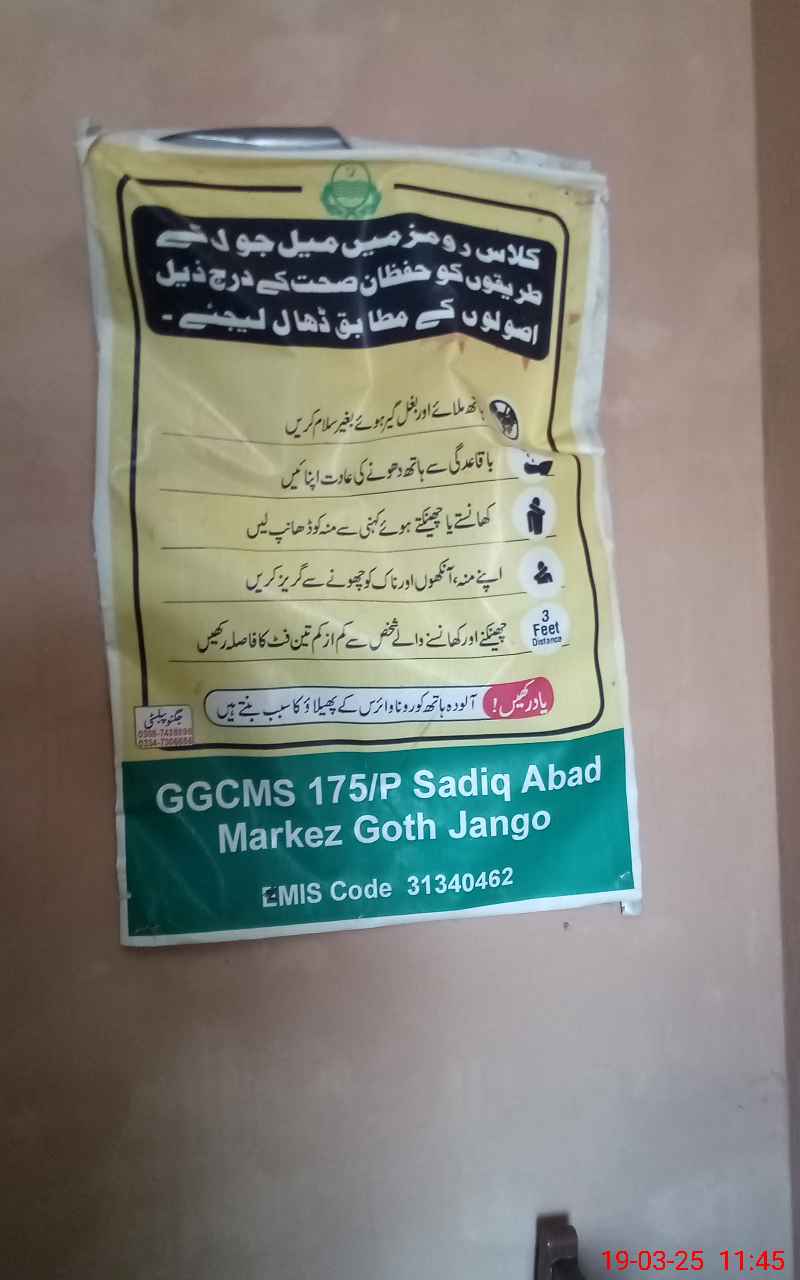 کلاس رومز میں میل جول کے
طریقوں کو حفظان صحت کے درج ذیل
اصولوں کے مطابق ڈھال لیجئے۔
ہاتھ ملائے اور بغل گیر ہوئے بغیر سلام کریں
باقاعدگی سے ہاتھ دھونے کی عادت اپنائیں
کھانستے یا چھینکتے ہوئے کہنی سے منہ کو ڈھانپ لیں
اپنے منہ، آنکھوں اور ناک کو چھونے سے گریز کریں
چھینکنے اور کھانسنے والے شخص سے کم از کم تین فٹ کا فاصلہ رکھیں
3
Feet
Distance
یاد رکھیں! آلودہ ہاتھ کورونا وائرس کے پھیلاؤ کا سبب بنتے ہیں
جگنو پبلسٹی
GGCMS 175/P Sadiq Abad
Markez Goth Jango
EMIS Code 31340462
19-03-25 11:45